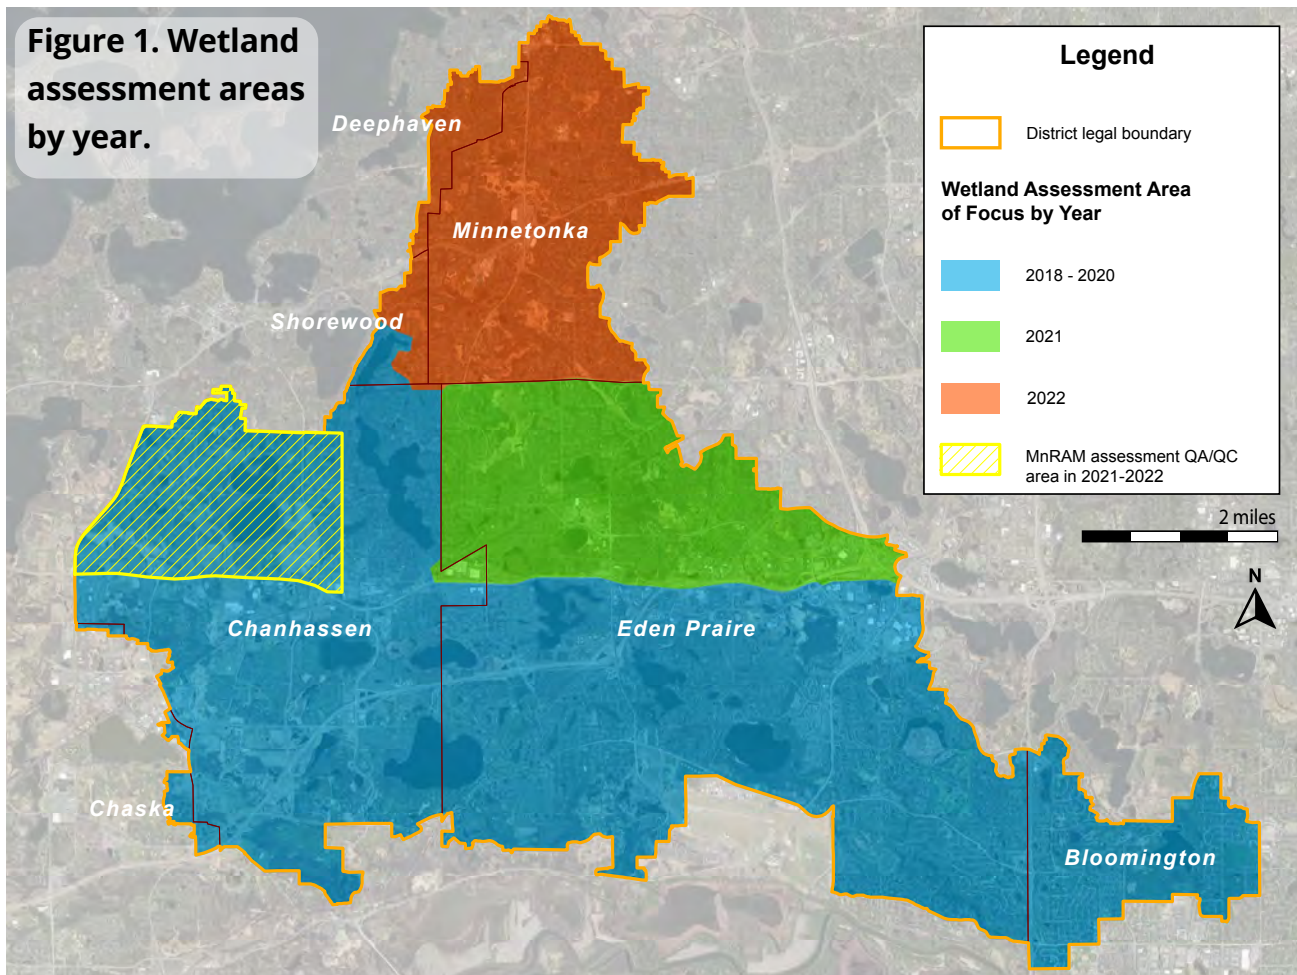 Figure 1. Wetland
assessment areas
by year.
Legend
District legal boundary
Wetland Assessment Area
of Focus by Year
2018 - 2020
2021
2022
MnRAM assessment QA/QC
area in 2021-2022
2 miles
N
Deephaven
Minnetonka
Shorewood
Chanhassen
Eden Praire
Chaska
Bloomington